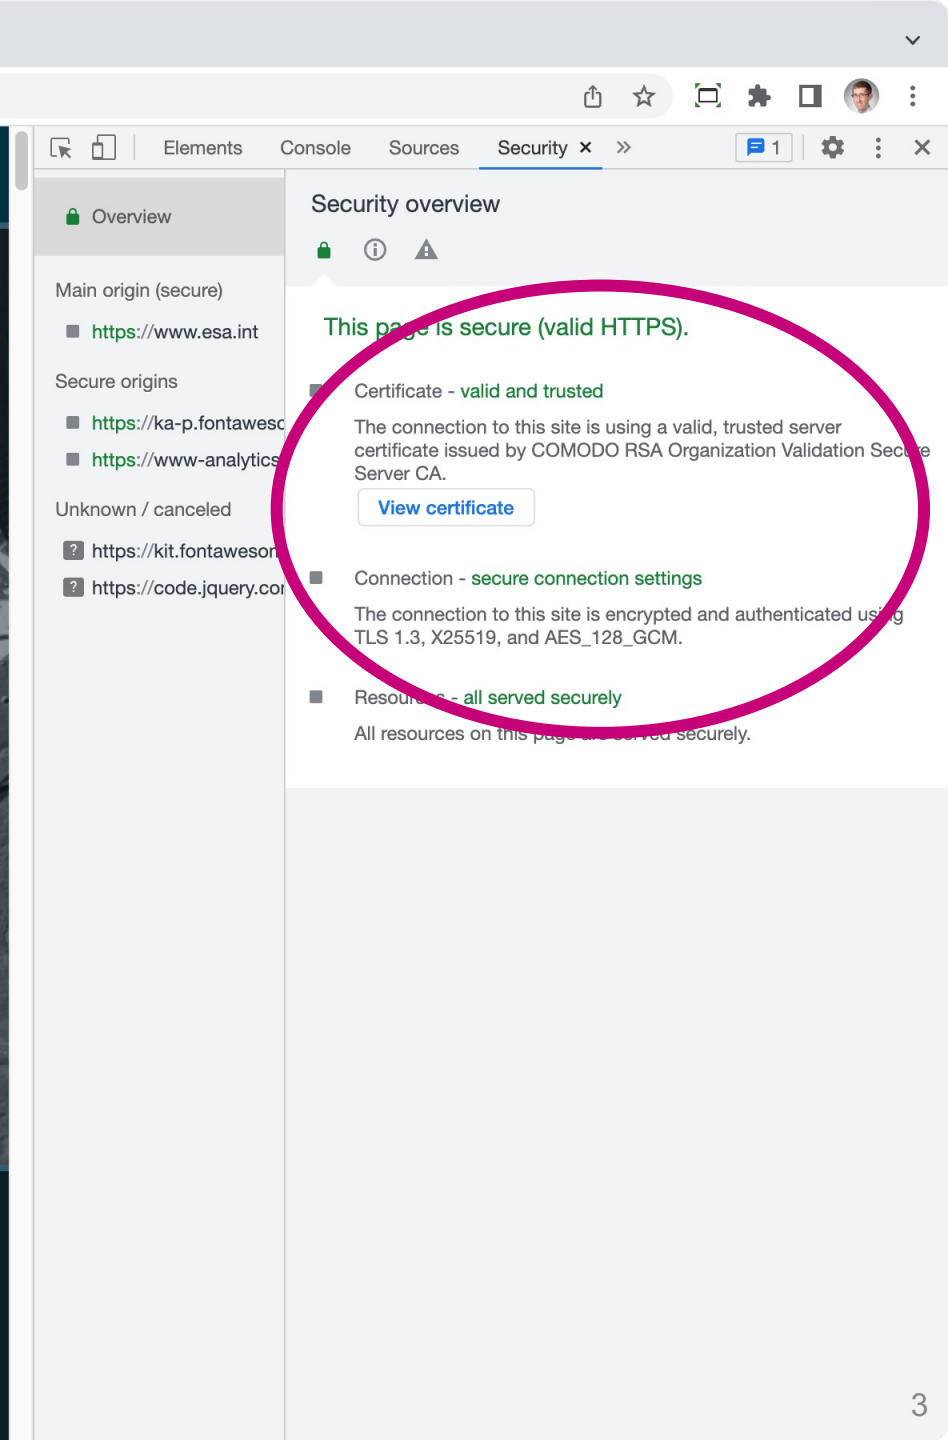 Elements Console Sources Security × »
1
Overview
Main origin (secure)
https://www.esa.int
Secure origins
https://ka-p.fontaweso
https://www-analytics
Unknown / canceled
? https://kit.fontaweson
? https://code.jquery.cor
Security overview
This page is secure (valid HTTPS).
Certificate - valid and trusted
The connection to this site is using a valid, trusted server
certificate issued by COMODO RSA Organization Validation Secure
Server CA.
View certificate
Connection - secure connection settings
The connection to this site is encrypted and authenticated using
TLS 1.3, X25519, and AES_128_GCM.
Resources - all served securely
All resources on this page are served securely.
3